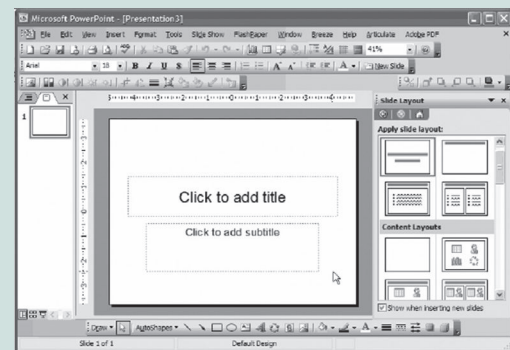 Microsoft PowerPoint - [Presentation3]
File Edit View Insert Format Tools Slide Show FlashPaper Window Breeze Help Articulate Adobe PDF
41%
Arial 18 B I U S New Slide
Slide Layout
1
Apply slide layout:
Click to add title
Click to add subtitle
Content Layouts
Show when inserting new slides
Draw AutoShapes
Slide 1 of 1 Default Design